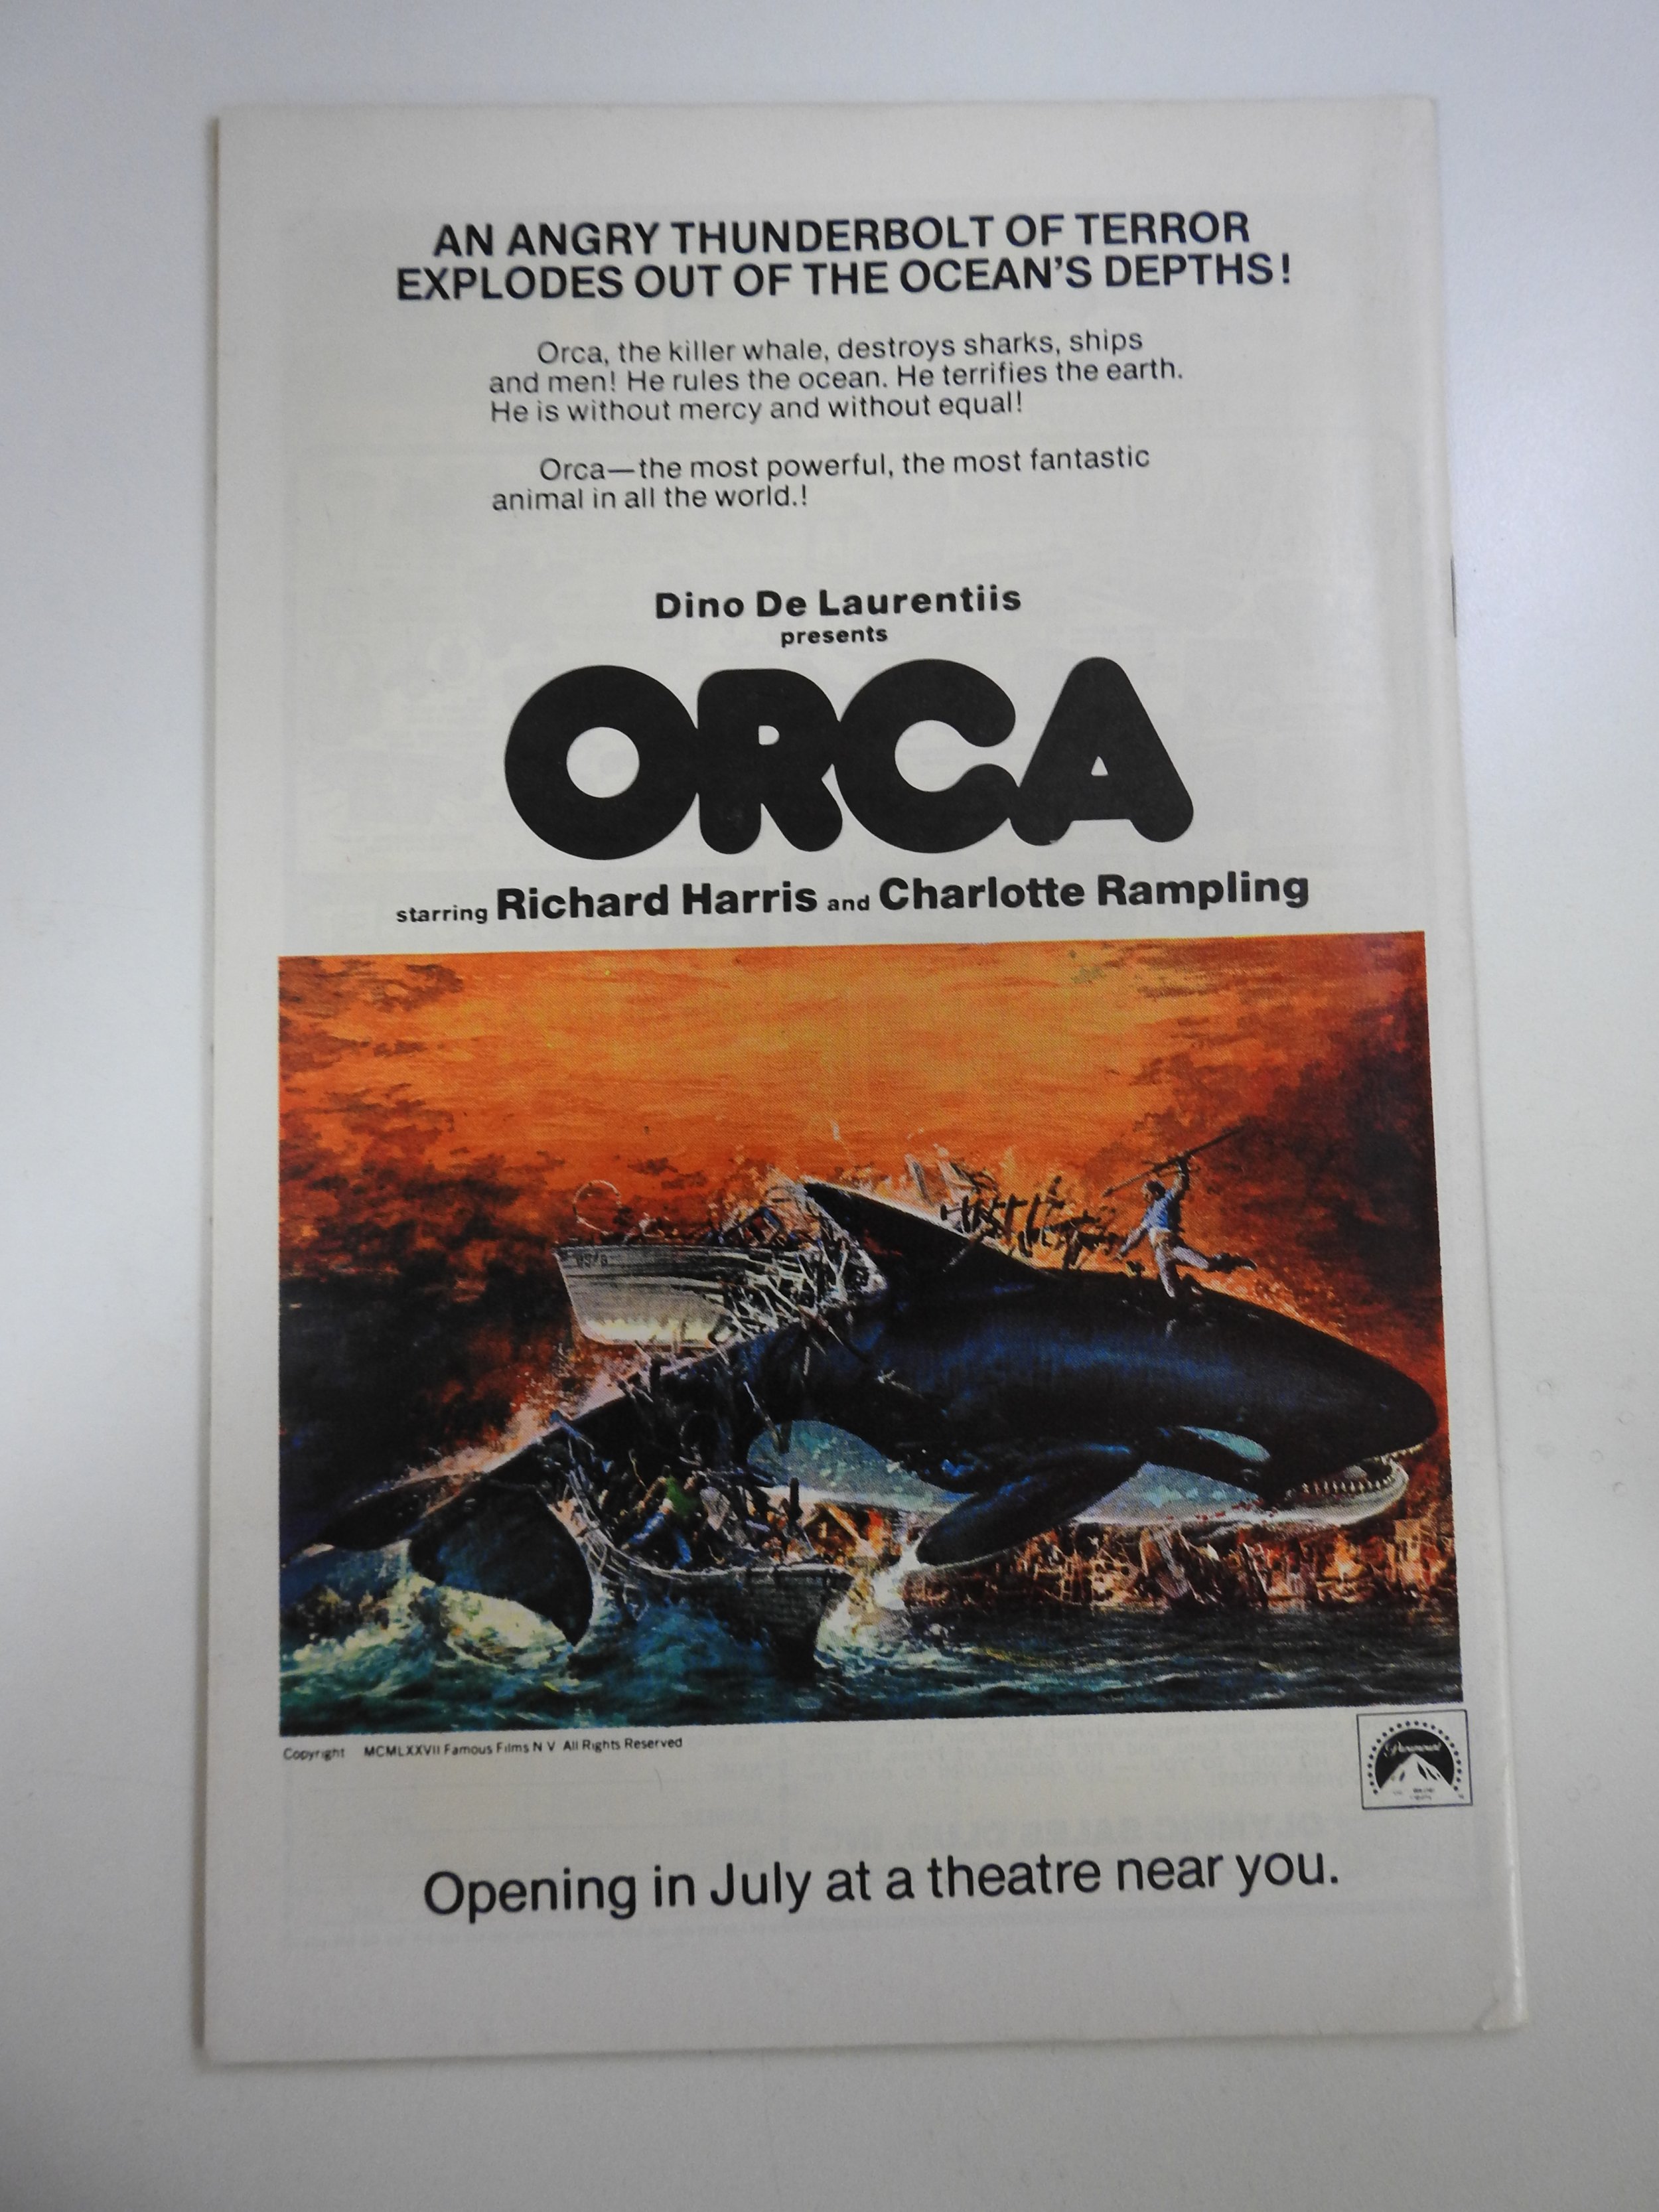 AN ANGRY THUNDERBOLT OF TERROR
EXPLODES OUT OF THE OCEAN'S DEPTHS!
Orca, the killer whale, destroys sharks, ships
and men! He rules the ocean. He terrifies the earth.
He is without mercy and without equal!
Orca—the most powerful, the most fantastic
animal in all the world.!
Dino De Laurentiis
presents
ORCA
starring Richard Harris and Charlotte Rampling
Copyright MCMLXXVII Famous Films N V All Rights Reserved
Paramount
Opening in July at a theatre near you.